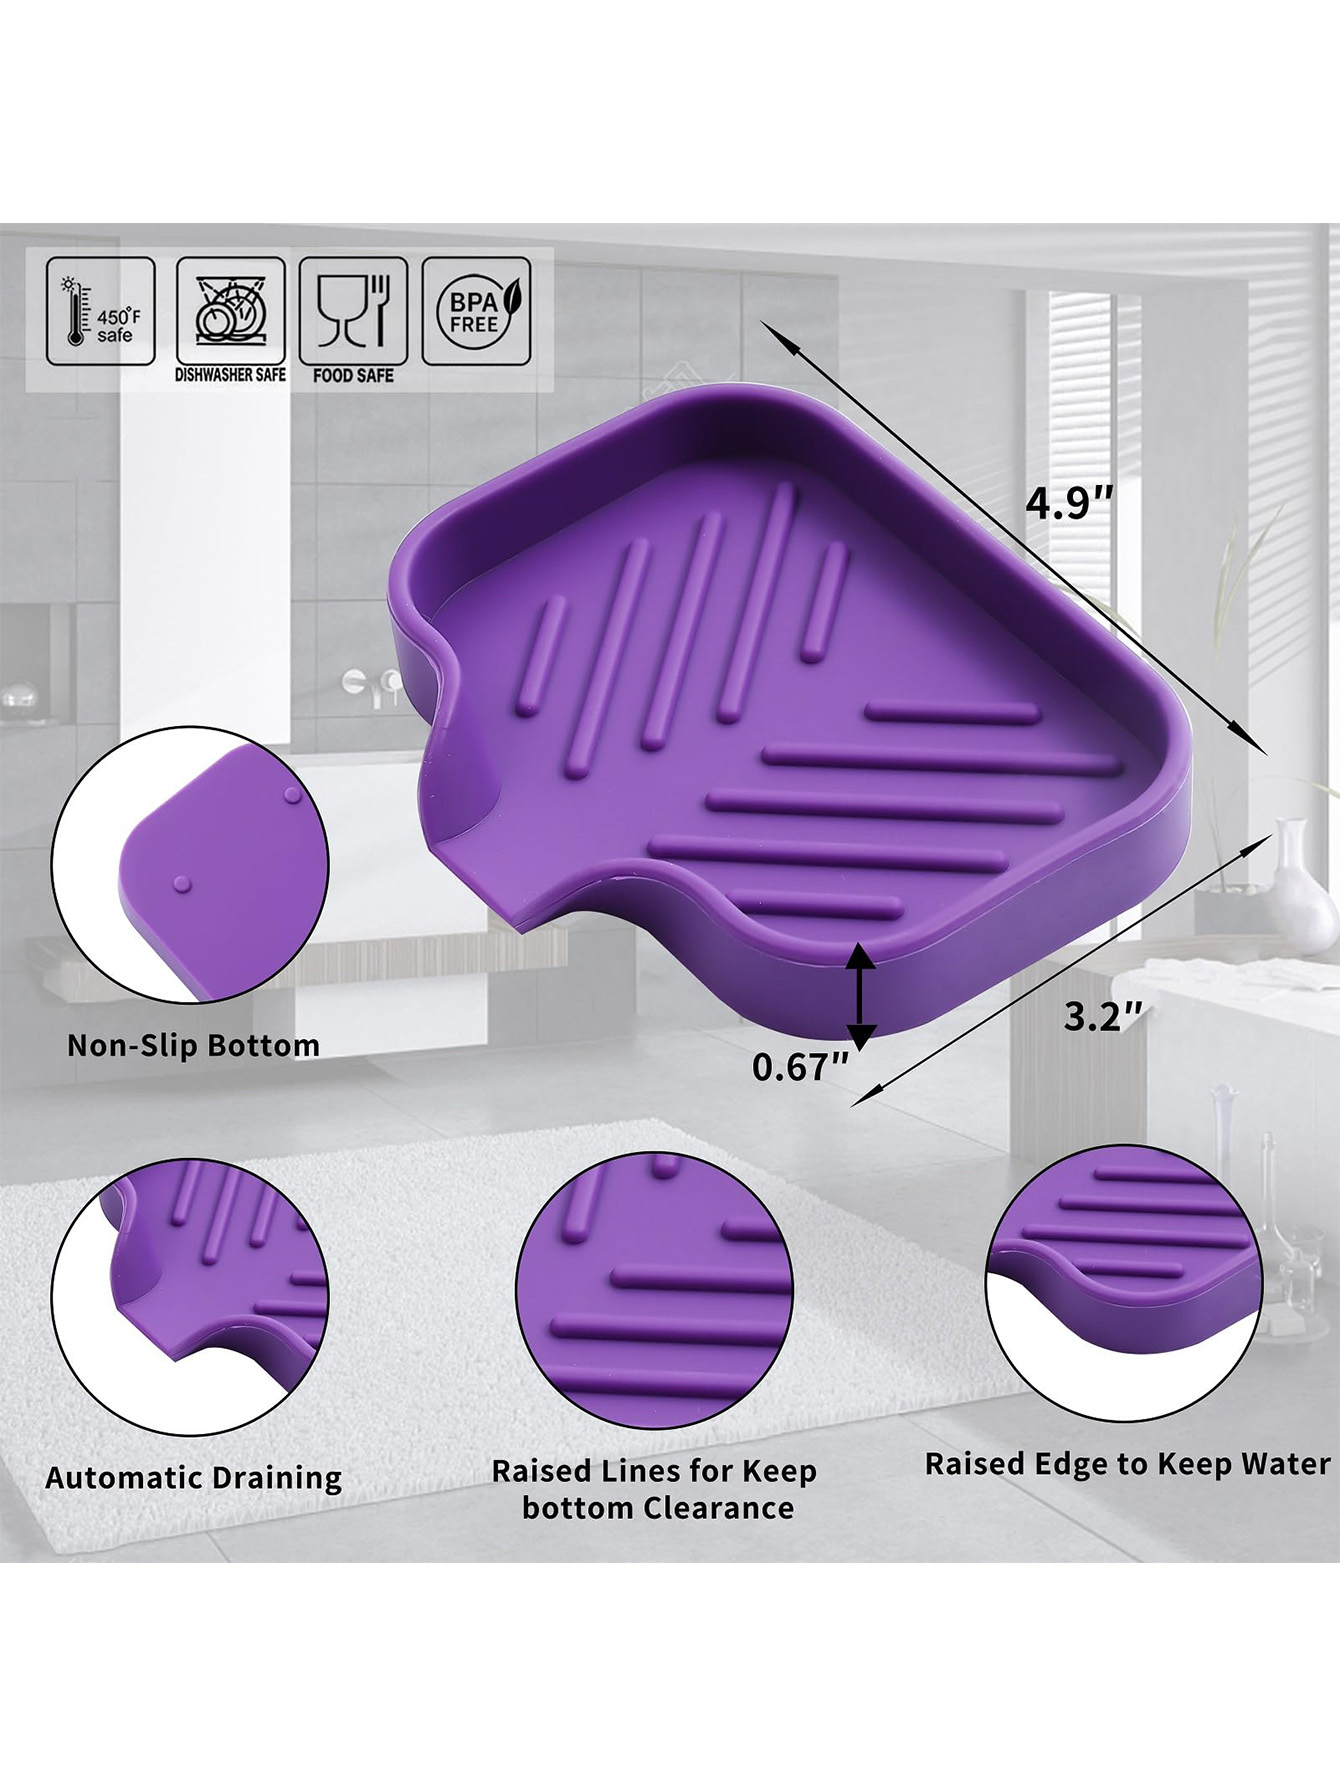 450°F
safe
DISHWASHER SAFE
FOOD SAFE
BPA
FREE
4.9"
3.2"
0.67"
Non-Slip Bottom
Automatic Draining
Raised Lines for Keep
bottom Clearance
Raised Edge to Keep Water